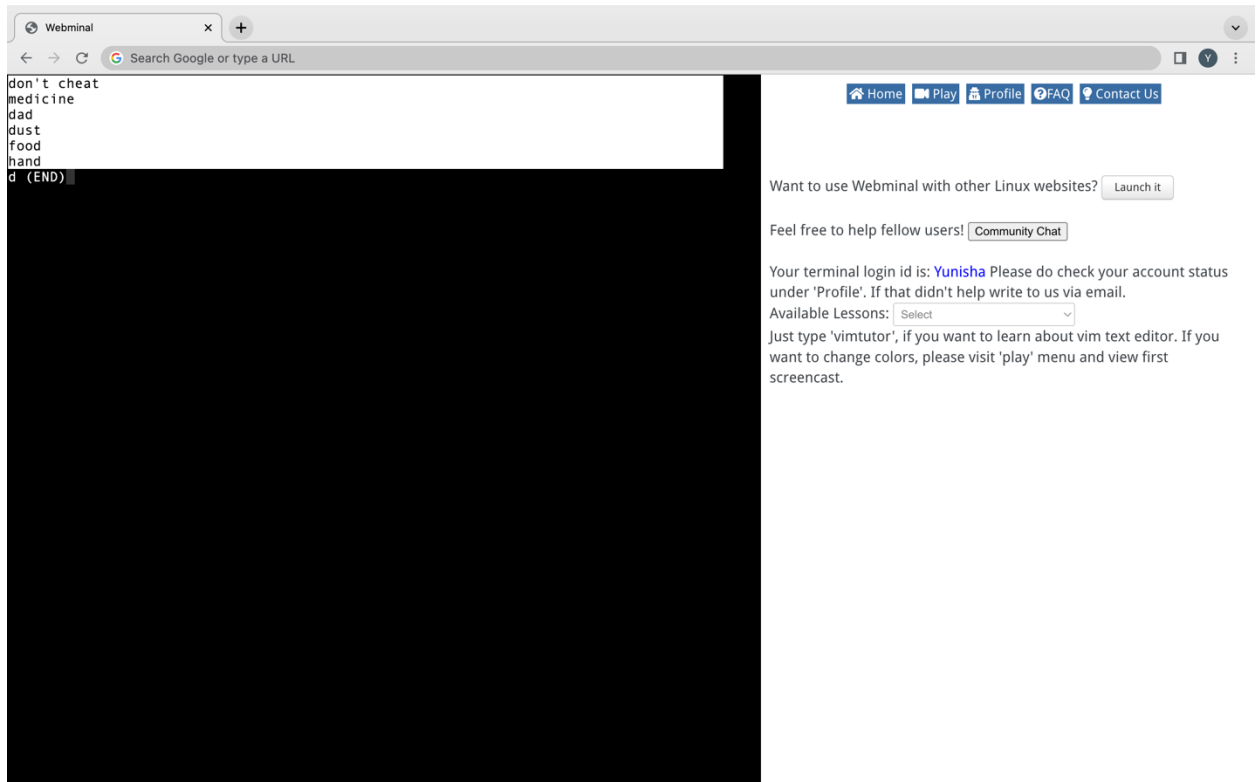 Webminal
Search Google or type a URL
Y
don't cheat
medicine
dad
dust
food
hand
d (END)
Home Play Profile FAQ Contact Us
Want to use Webminal with other Linux websites? Launch it
Feel free to help fellow users! Community Chat
Your terminal login id is: Yunisha Please do check your account status
under 'Profile'. If that didn't help write to us via email.
Available Lessons: Select
Just type 'vimtutor', if you want to learn about vim text editor. If you
want to change colors, please visit 'play' menu and view first
screencast.